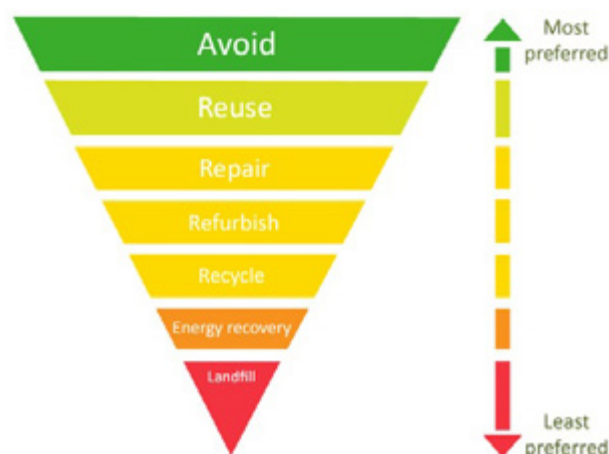 Avoid
Most
preferred
Reuse
Repair
Refurbish
Recycle
Energy recovery
Landfill
Least
preferred